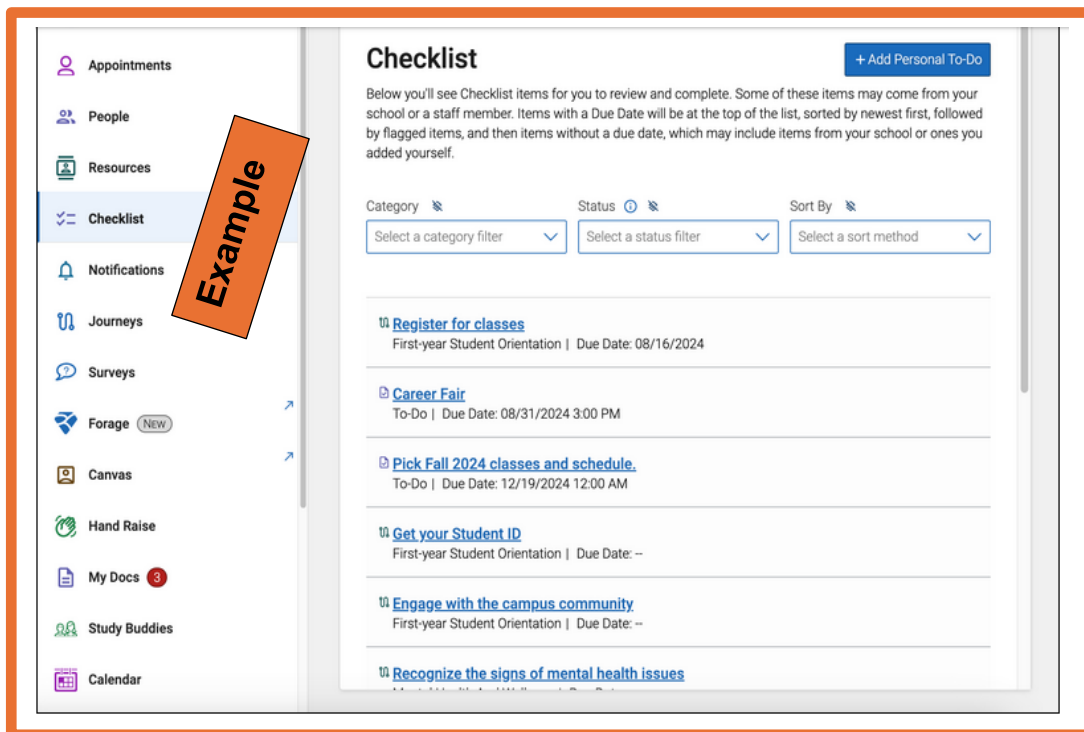 Appointments
People
Resources
Checklist
Notifications
Journeys
Surveys
Forage NEW
Canvas
Hand Raise
My Docs 3
Study Buddies
Calendar
Example
Checklist
+ Add Personal To-Do
Below you'll see Checklist items for you to review and complete. Some of these items may come from your
school or a staff member. Items with a Due Date will be at the top of the list, sorted by newest first, followed
by flagged items, and then items without a due date, which may include items from your school or ones you
added yourself.
Category
Status
Sort By
Select a category filter
Select a status filter
Select a sort method
Register for classes
First-year Student Orientation | Due Date: 08/16/2024
Career Fair
To-Do | Due Date: 08/31/2024 3:00 PM
Pick Fall 2024 classes and schedule.
To-Do | Due Date: 12/19/2024 12:00 AM
Get your Student ID
First-year Student Orientation | Due Date: --
Engage with the campus community
First-year Student Orientation | Due Date: --
Recognize the signs of mental health issues